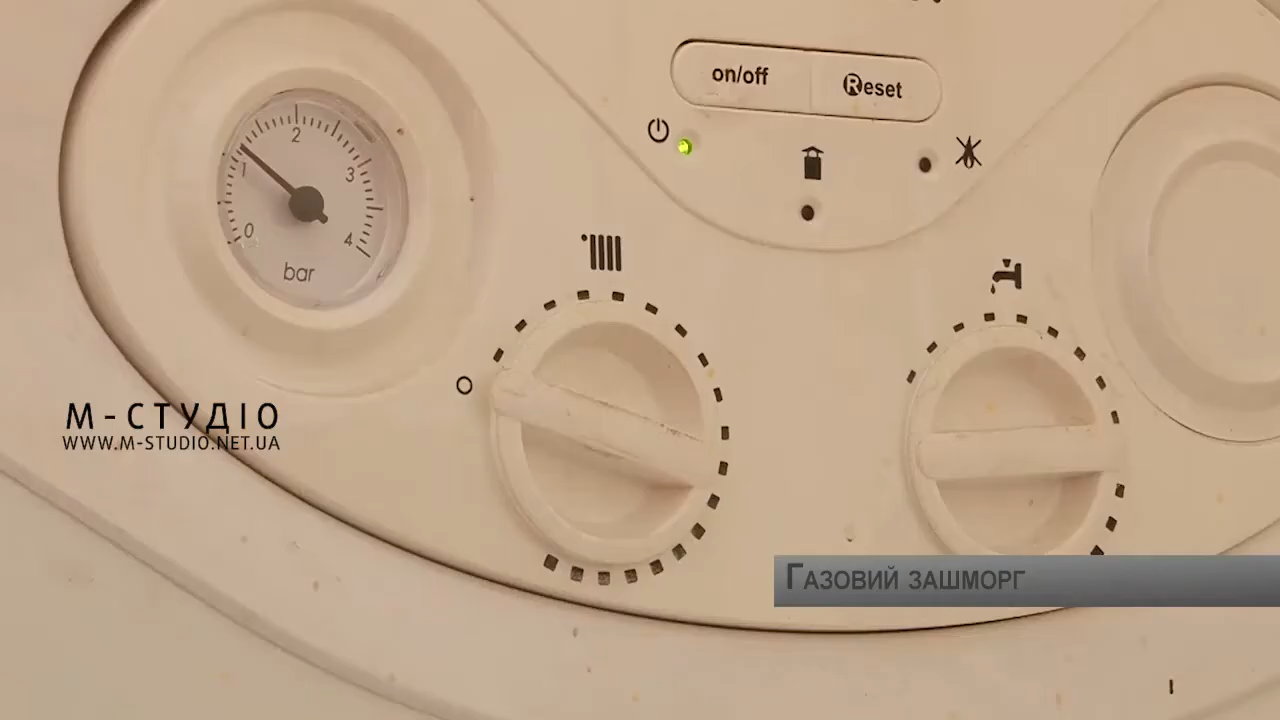 on/off Reset
2
1
3
0
4
bar
М-СТУДІО
WWW.M-STUDIO.NET.UA
Газовий зашморг